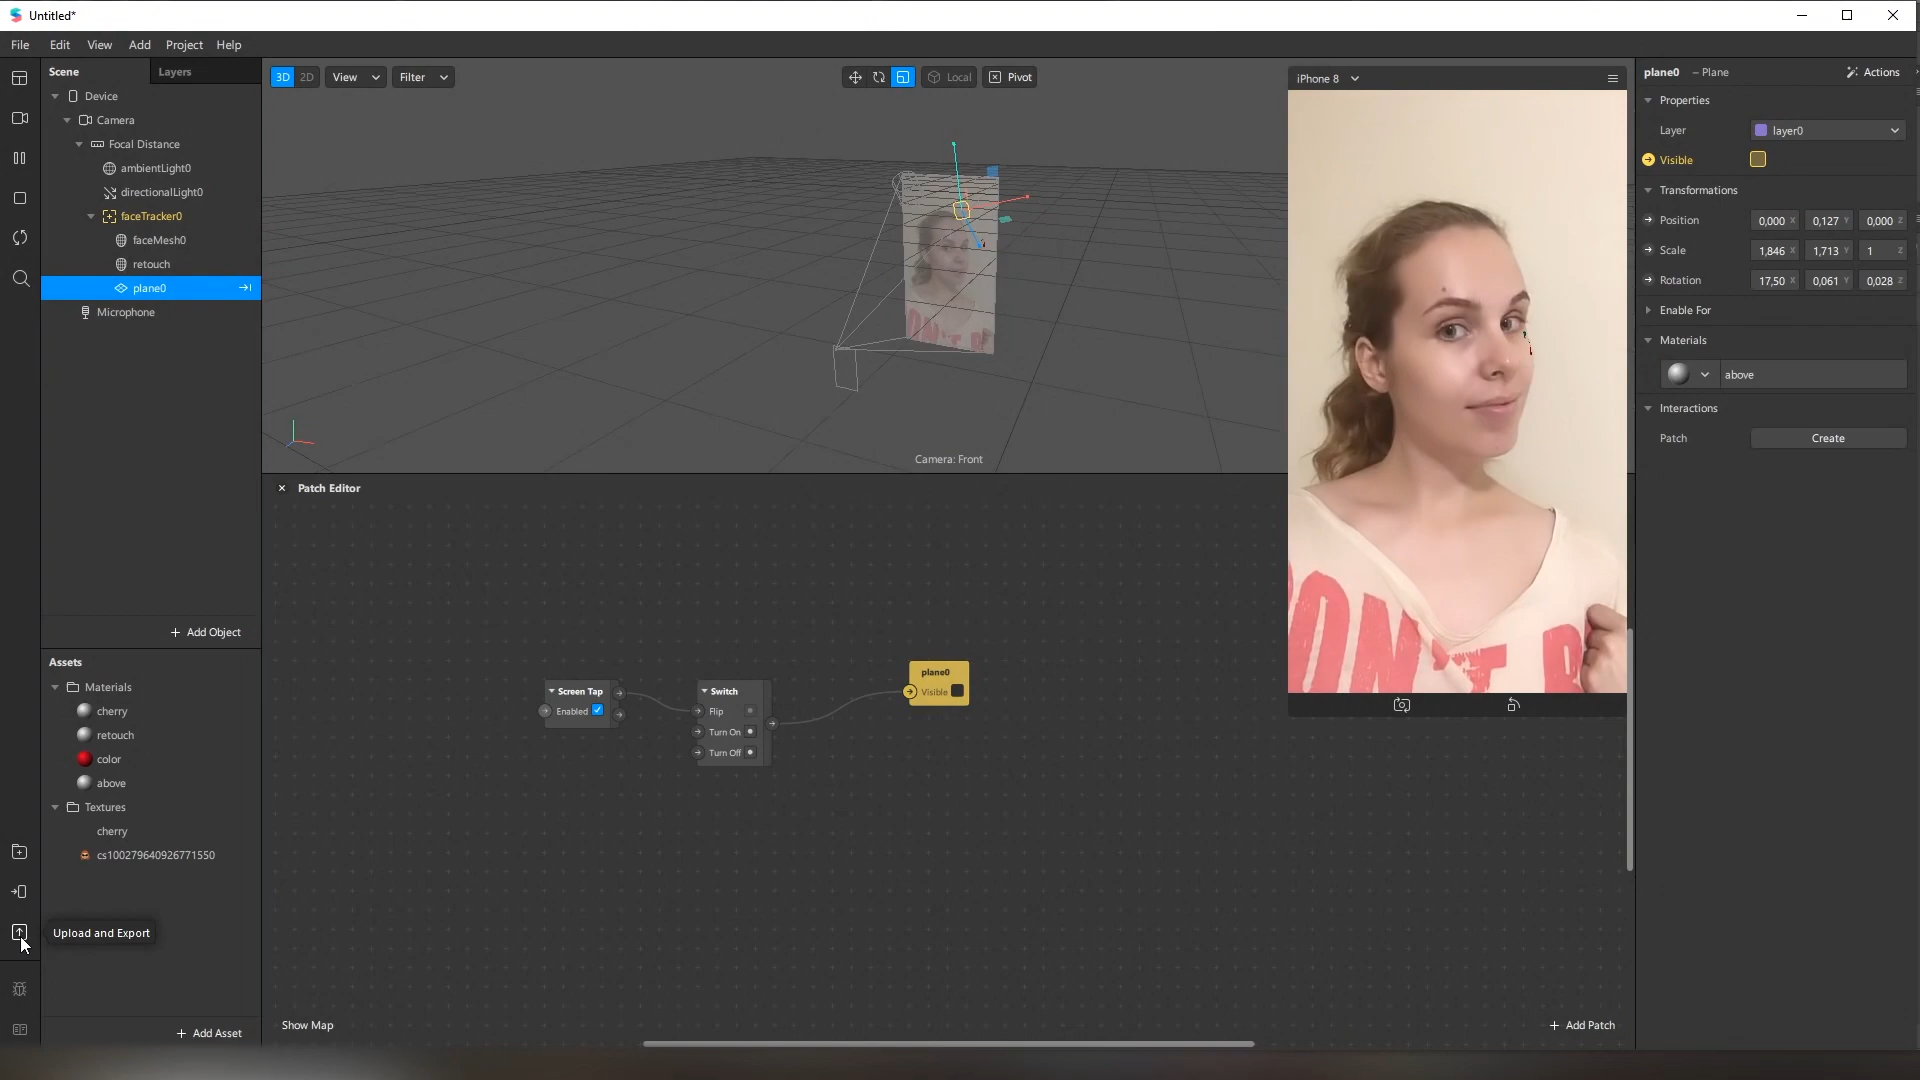 Untitled*
File Edit View Add Project Help
Scene Layers
Device
Camera
Focal Distance
ambientLight0
directionalLight0
faceTracker0
faceMesh0
retouch
plane0
Microphone
+ Add Object
Assets
Materials
cherry
retouch
color
above
Textures
cherry
cs100279640926771550
Upload and Export
+ Add Asset
3D 2D View Filter Local Pivot
Camera: Front
× Patch Editor
Screen Tap
Enabled
Switch
Flip
Turn On
Turn Off
plane0
Visible
Show Map
+ Add Patch
iPhone 8
plane0 – Plane Actions
Properties
Layer layer0
Visible
Transformations
Position 0,000 X 0,127 Y 0,000 Z
Scale 1,846 X 1,713 Y 1 Z
Rotation 17,50 X 0,061 Y 0,028 Z
Enable For
Materials
above
Interactions
Patch Create